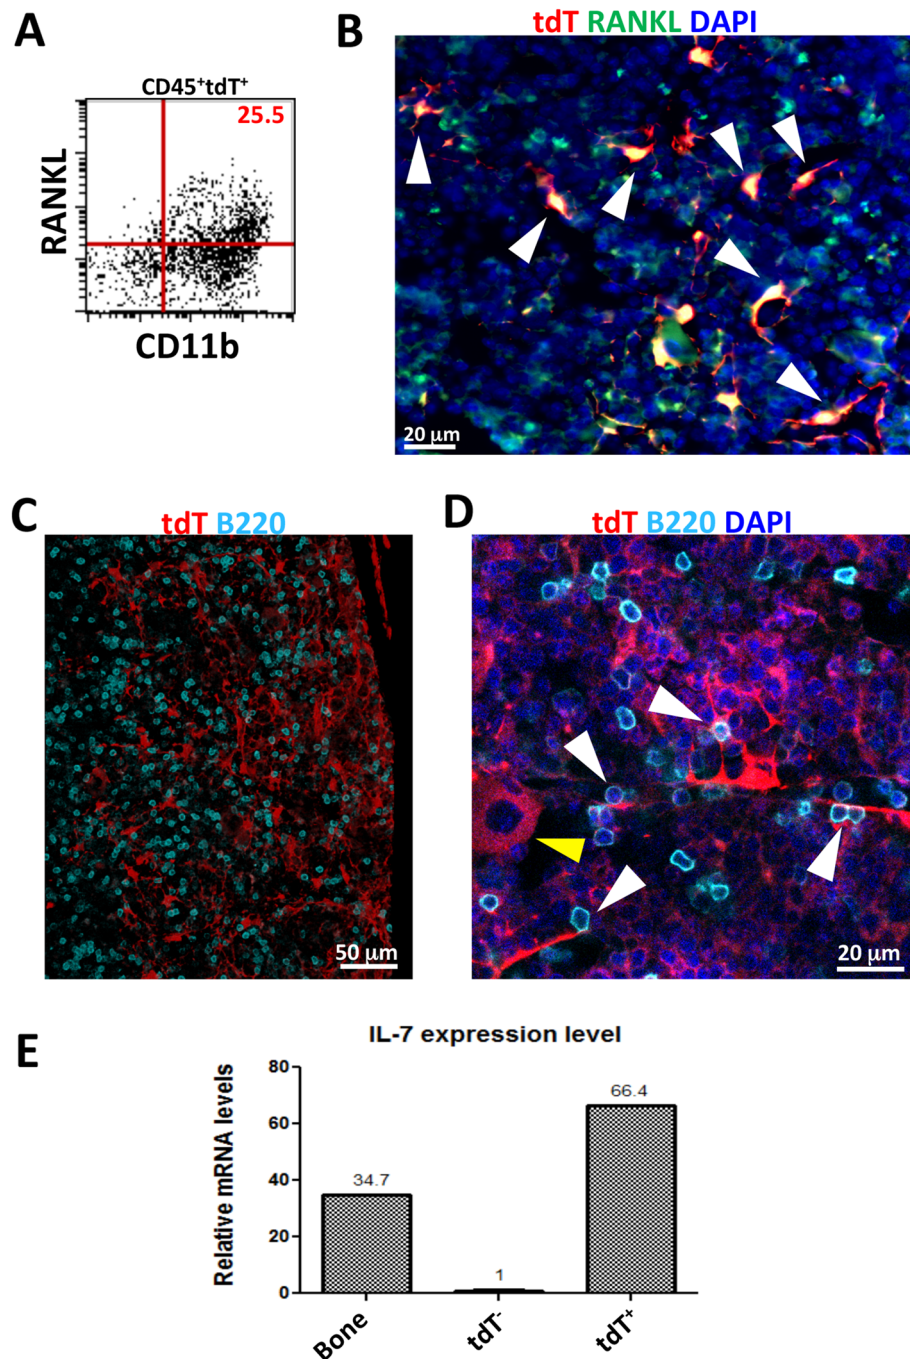 A
CD45+tdT+
25.5
RANKL
CD11b
B
tdT RANKL DAPI
20 µm
C
tdT B220
50 µm
D
tdT B220 DAPI
20 µm
E
IL-7 expression level
Relative mRNA levels
80
60
40
20
0
34.7
1
66.4
Bone
tdT-
tdT+